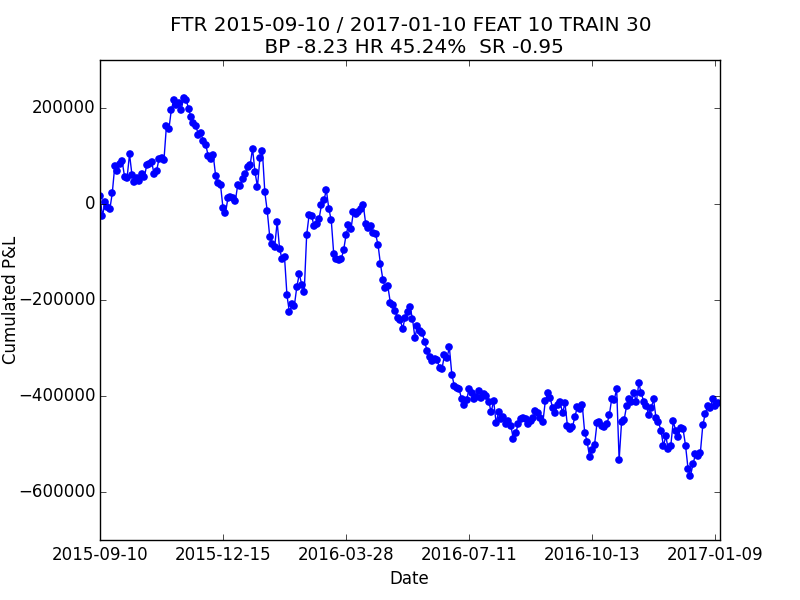 FTR 2015-09-10 / 2017-01-10 FEAT 10 TRAIN 30
BP -8.23 HR 45.24%  SR -0.95
200000
0
−200000
−400000
−600000
Cumulated P&L
2015-09-10 2015-12-15 2016-03-28 2016-07-11 2016-10-13 2017-01-09
Date